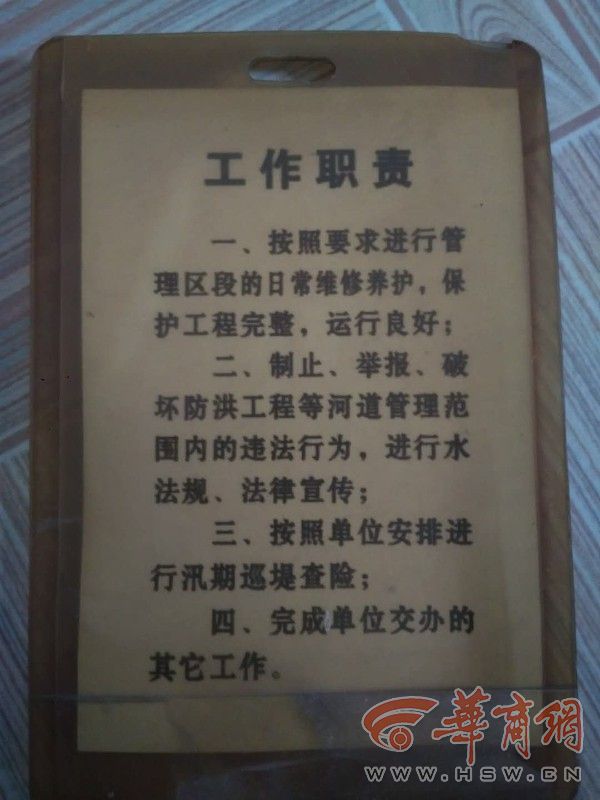 工作职责
一、按照要求进行管
理区段的日常维修养护，保
护工程完整，运行良好；
二、制止、举报、破
坏防洪工程等河道管理范
围内的违法行为，进行水
法规、法律宣传；
三、按照单位安排进
行汛期巡堤查险；
四、完成单位交办的
其它工作。
華商網
WWW.HSW.CN